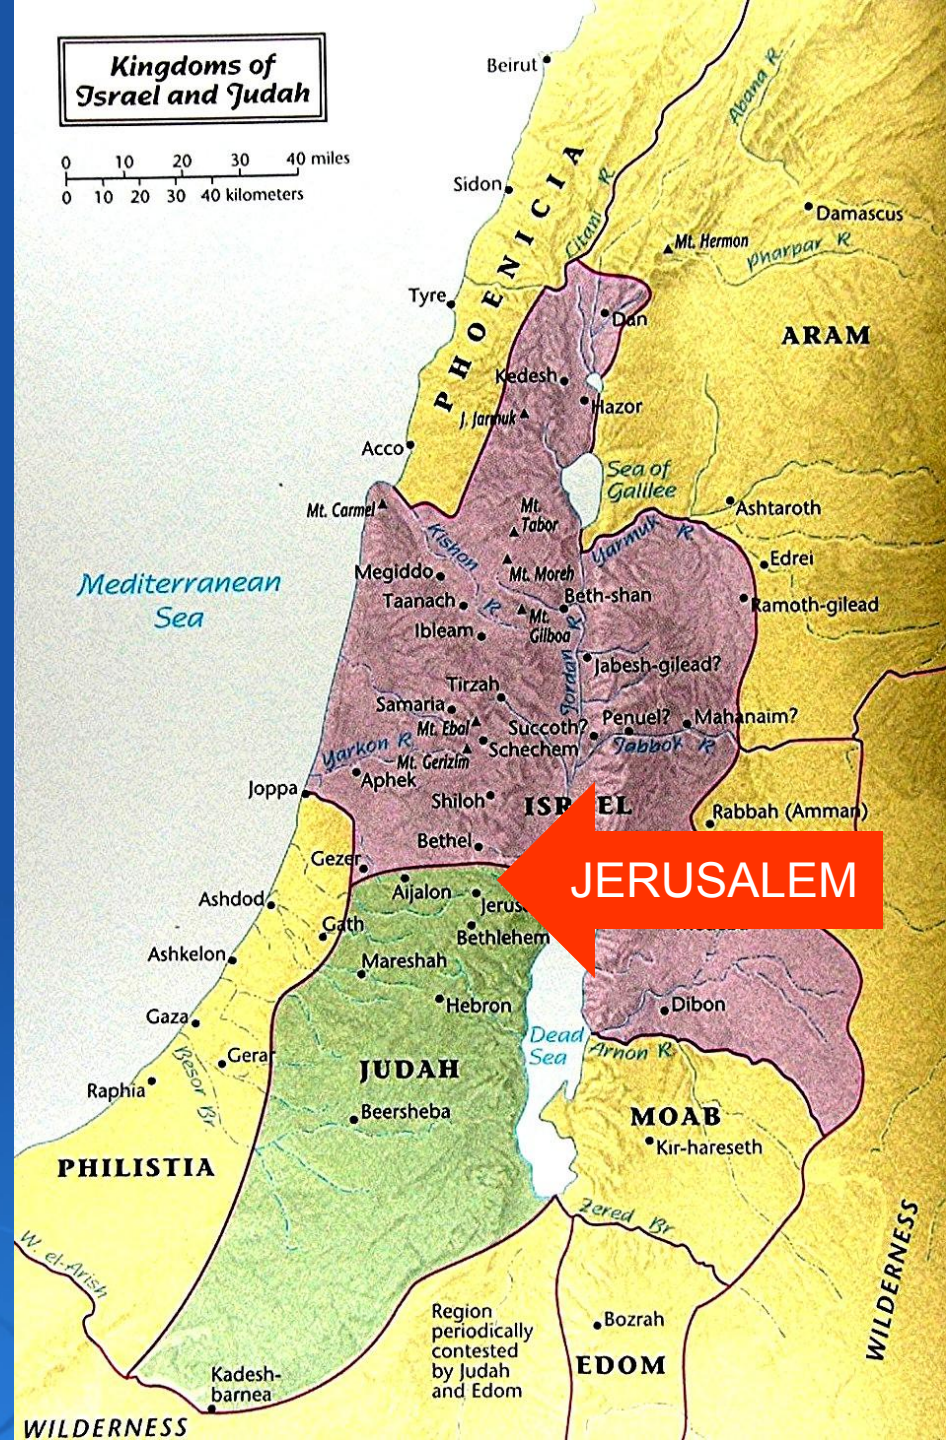 Kingdoms of
Israel and Judah
0 10 20 30 40 miles
0 10 20 30 40 kilometers
Beirut
Abana R.
Sidon
PHOENICIA
Litani R
Damascus
Mt. Hermon
Pharpar R.
Tyre
Dan
ARAM
Kedesh
Hazor
J. Jarmuk
Acco
Sea of
Galilee
Mt. Carmel
Mt.
Tabor
Ashtaroth
Kishon R.
Yarmuk R
Edrei
Mediterranean
Sea
Megiddo
Mt. Moreh
Taanach
Beth-shan
Ramoth-gilead
Mt.
Gilboa
Ibleam
Jordan R
Jabesh-gilead?
Tirzah
Samaria
Mt. Ebal
Succoth?
Penuel?
Mahanaim?
Schechem
Jabbok R
Yarkon R
Mt. Gerizim
Aphek
Joppa
Shiloh
ISRAEL
Rabbah (Amman)
Bethel
Gezer
JERUSALEM
Aijalon
Jerus
Ashdod
Gath
Bethlehem
Ashkelon
Mareshah
Hebron
Dibon
Gaza
Dead
Sea
Arnon R.
Gerar
Besor Br
JUDAH
Raphia
Beersheba
MOAB
Kir-hareseth
PHILISTIA
Zered Br
W. el-Arish
WILDERNESS
Region
periodically
contested
by Judah
and Edom
Bozrah
EDOM
Kadesh-
barnea
WILDERNESS